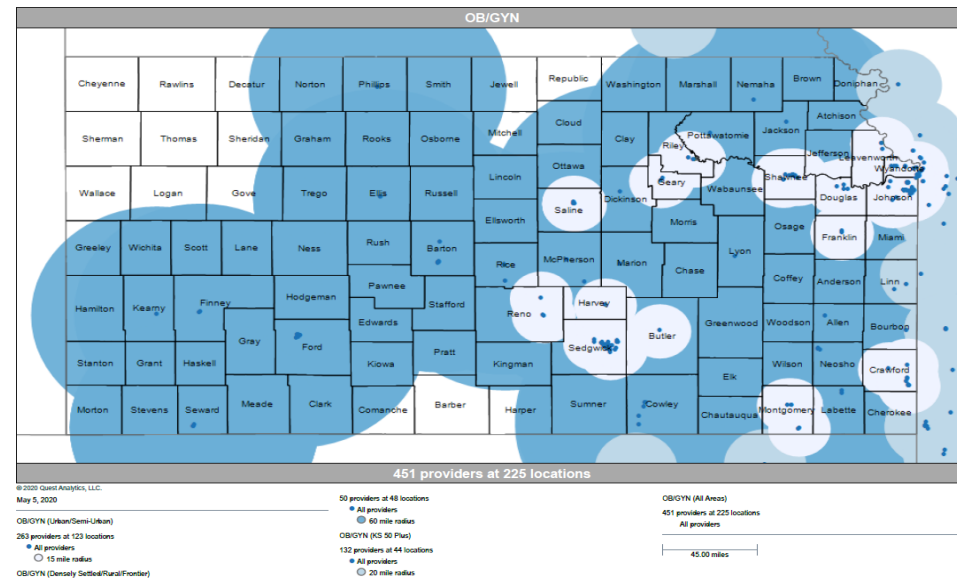 OB/GYN
Cheyenne Rawlins Decatur Norton Phillips Smith Jewell Republic Washington Marshall Nemaha Brown Doniphan
Sherman Thomas Sheridan Graham Rooks Osborne Mitchell Cloud Clay Riley Pottawatomie Jackson Atchison
Jefferson Leavenworth
Wyandotte
Wallace Logan Gove Trego Ellis Russell Lincoln Ottawa Saline Dickinson Geary Wabaunsee Shawnee Douglas Johnson
Greeley Wichita Scott Lane Ness Rush Barton Ellsworth Morris Osage Franklin Miami
Rice McPherson Marion Chase Lyon Coffey Anderson Linn
Hamilton Kearny Finney Hodgeman Pawnee Stafford Reno Harvey
Gray Ford Edwards Sedgwick Butler Greenwood Woodson Allen Bourbon
Stanton Grant Haskell Kiowa Pratt Kingman Elk Wilson Neosho Crawford
Morton Stevens Seward Meade Clark Comanche Barber Harper Sumner Cowley Chautauqua Montgomery Labette Cherokee
451 providers at 225 locations
© 2020 Quest Analytics, LLC.
May 5, 2020
OB/GYN (Urban/Semi-Urban)
263 providers at 123 locations
All providers
15 mile radius
OB/GYN (Densely Settled/Rural/Frontier)
50 providers at 48 locations
All providers
60 mile radius
OB/GYN (KS 50 Plus)
132 providers at 44 locations
All providers
20 mile radius
OB/GYN (All Areas)
451 providers at 225 locations
All providers
45.00 miles